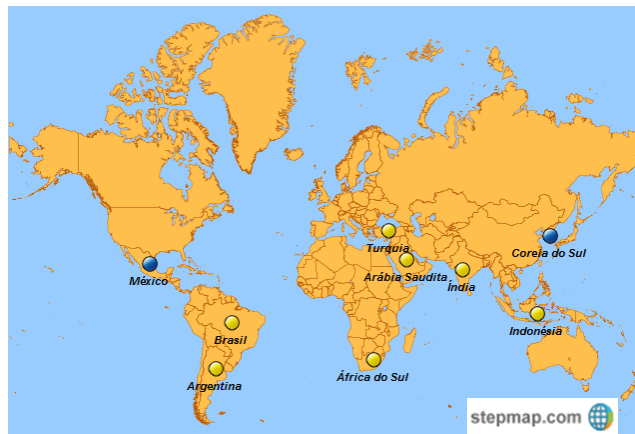 Turquia
Coreia do Sul
Arábia Saudita
México
Índia
Indonésia
Brasil
África do Sul
Argentina
stepmap.com